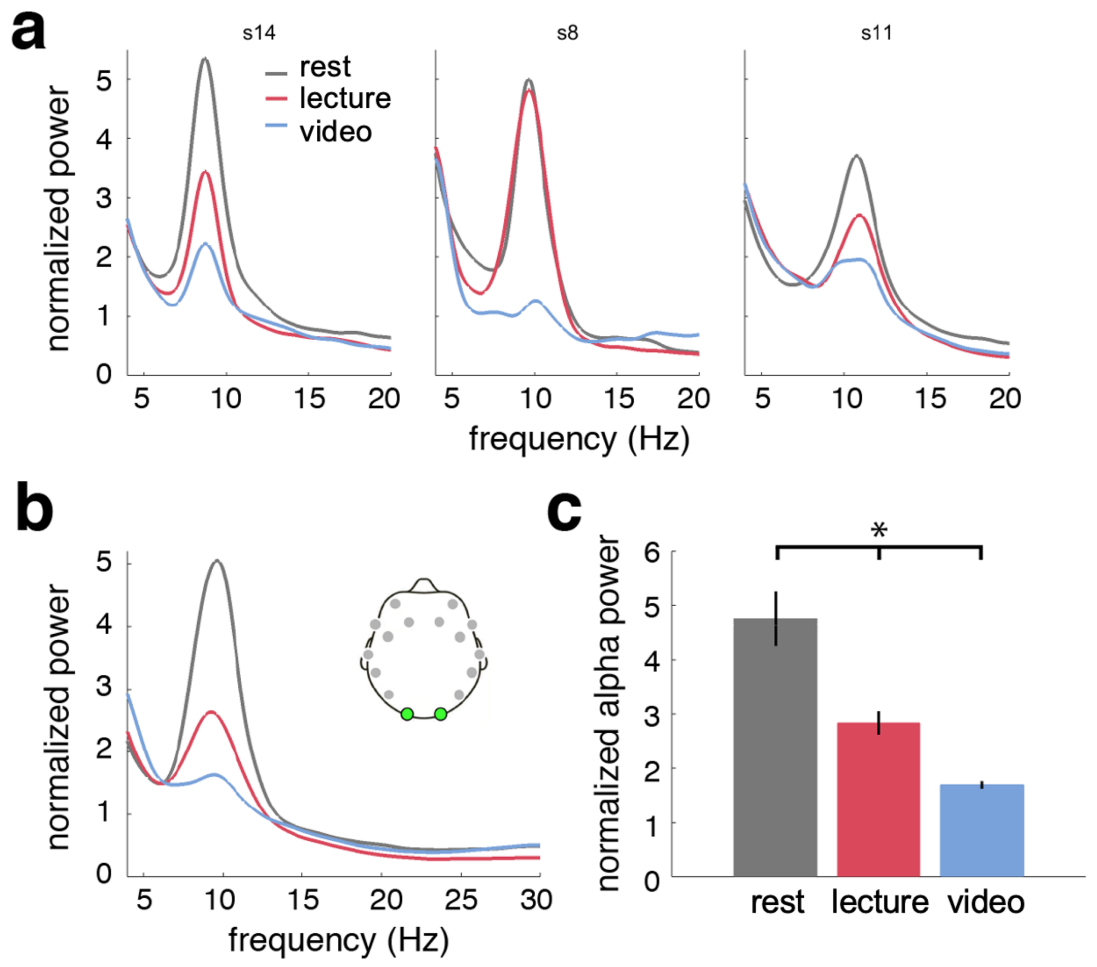 a
s14
s8
s11
rest
lecture
video
normalized power
5
4
3
2
1
0
5 10 15 20
5 10 15 20
5 10 15 20
frequency (Hz)
b
normalized power
5
4
3
2
1
0
5 10 15 20 25 30
frequency (Hz)
c
*
normalized alpha power
6
5
4
3
2
1
0
rest lecture video